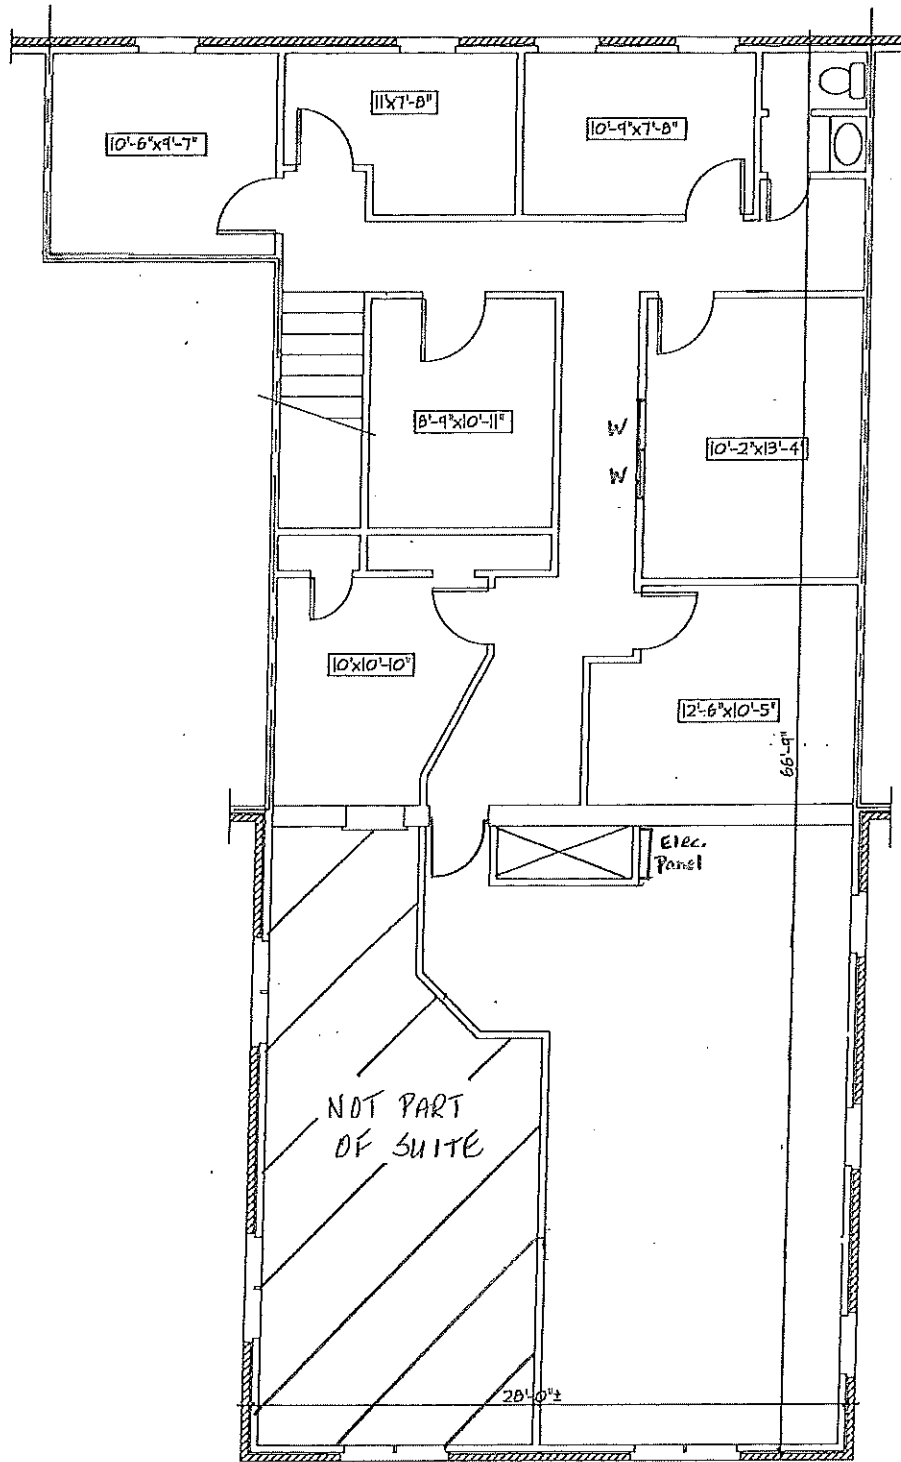 11'x7'-8"
10'-6"x9'-7"
10'-9"x7'-8"
8'-9"x10'-11"
W
W
10'-2"x13'-4'
10'x10'-10"
12'-6"x10'-5"
66'-9"
Elec.
Panel
NOT PART
OF SUITE
28'-0"±